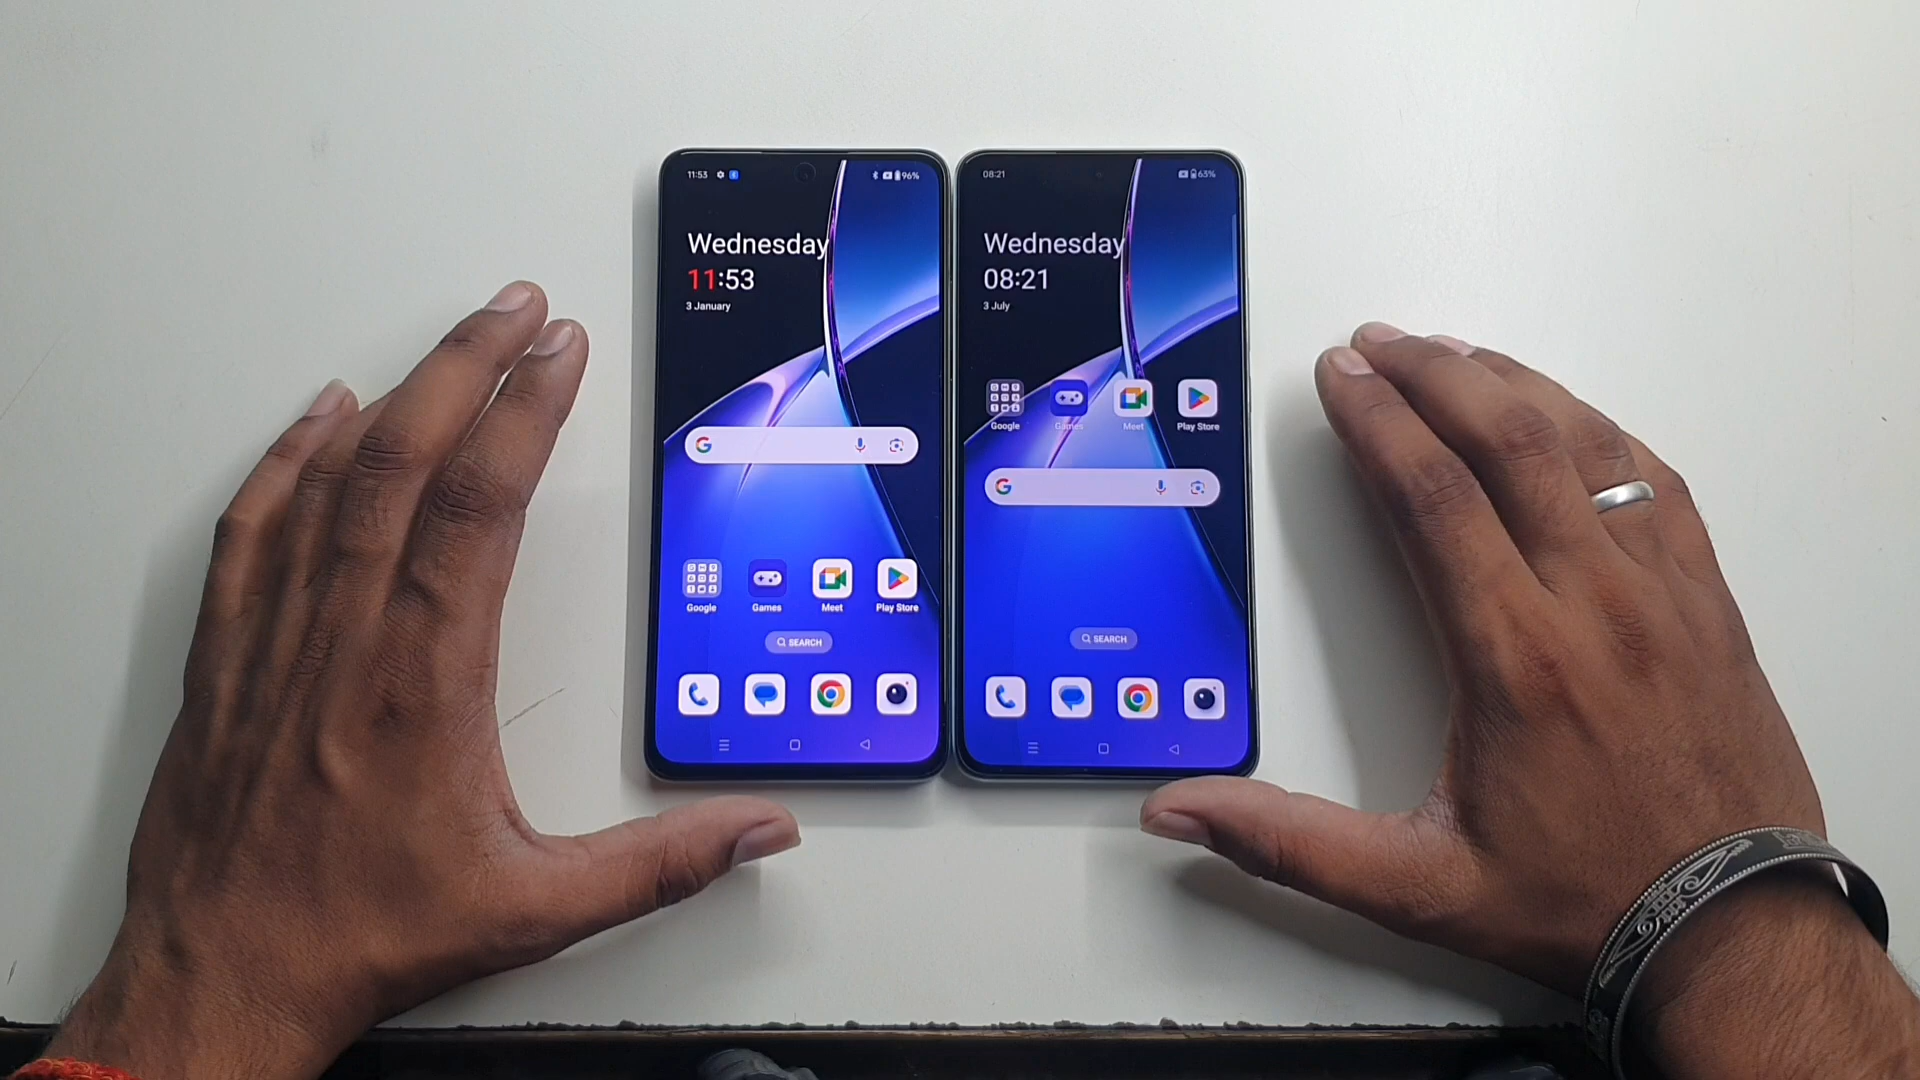 11:53
96%
Wednesday
11:53
3 January
Google
Games
Meet
Play Store
SEARCH
08:21
63%
Wednesday
08:21
3 July
Google
Games
Meet
Play Store
SEARCH